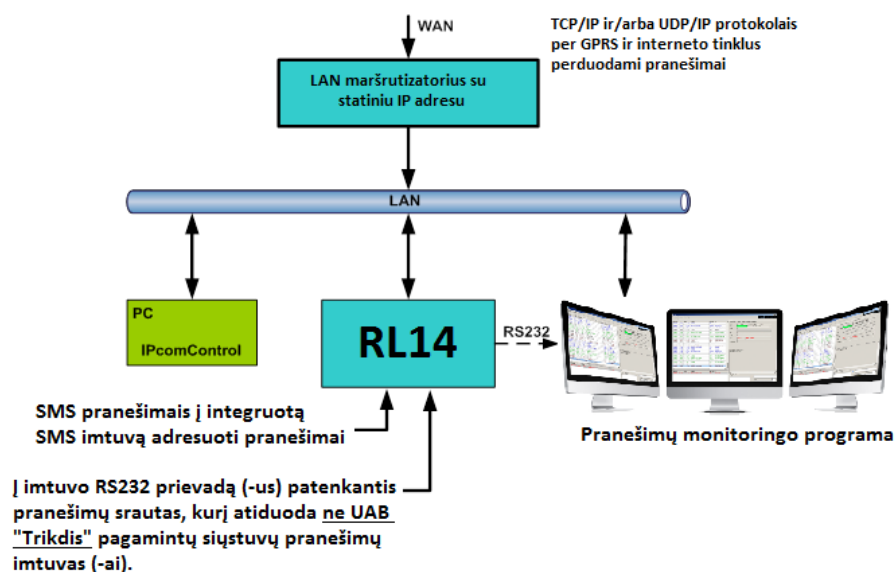 WAN
TCP/IP ir/arba UDP/IP protokolais
per GPRS ir interneto tinklus
perduodami pranešimai
LAN maršrutizatorius su
statiniu IP adresu
LAN
PC
IPcomControl
RL14
RS232
SMS pranešimais į integruotą
SMS imtuvą adresuoti pranešimai
Pranešimų monitoringo programa
Į imtuvo RS232 prievadą (-us) patenkantis
pranešimų srautas, kurį atiduoda ne UAB
"Trikdis" pagamintų siųstuvų pranešimų
imtuvas (-ai).